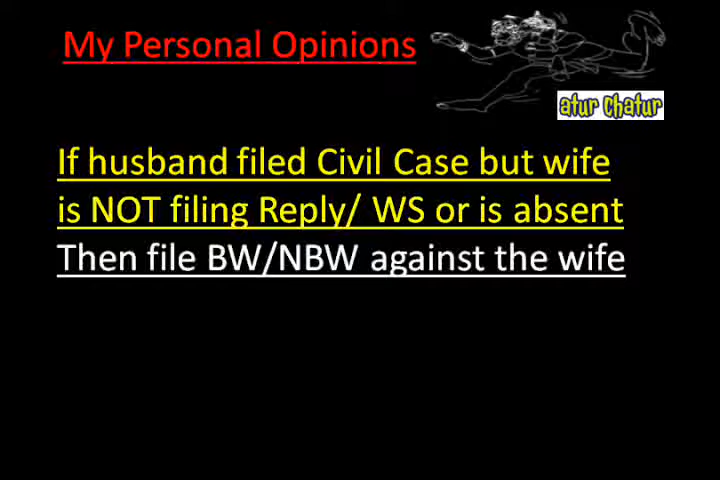 My Personal Opinions
atur chatur
If husband filed Civil Case but wife
is NOT filing Reply/ WS or is absent
Then file BW/NBW against the wife